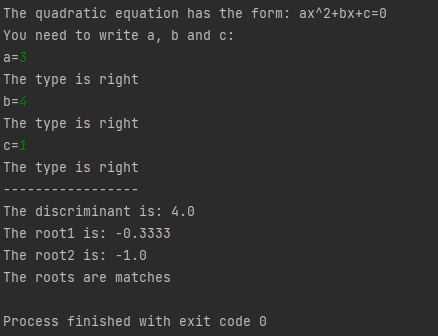 The quadratic equation has the form: ax^2+bx+c=0
You need to write a, b and c:
a=3
The type is right
b=4
The type is right
c=1
The type is right
-----------------
The discriminant is: 4.0
The root1 is: -0.3333
The root2 is: -1.0
The roots are matches
Process finished with exit code 0